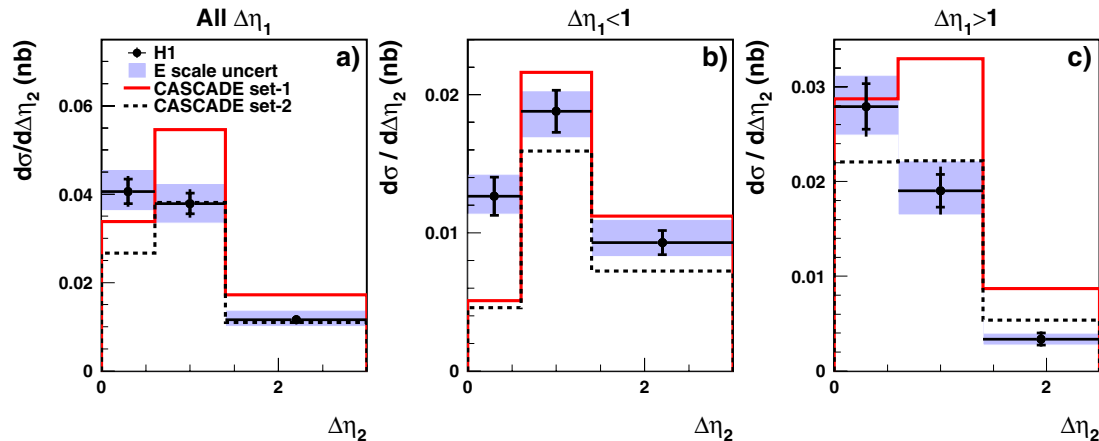 All Δη1
dσ/dΔη2 (nb)
a)
H1
E scale uncert
CASCADE set-1
CASCADE set-2
0.06
0.04
0.02
0
0
2
Δη2
Δη1<1
dσ / dΔη2 (nb)
b)
0.02
0.01
0
0
2
Δη2
Δη1>1
dσ / dΔη2 (nb)
c)
0.03
0.02
0.01
0
0
2
Δη2